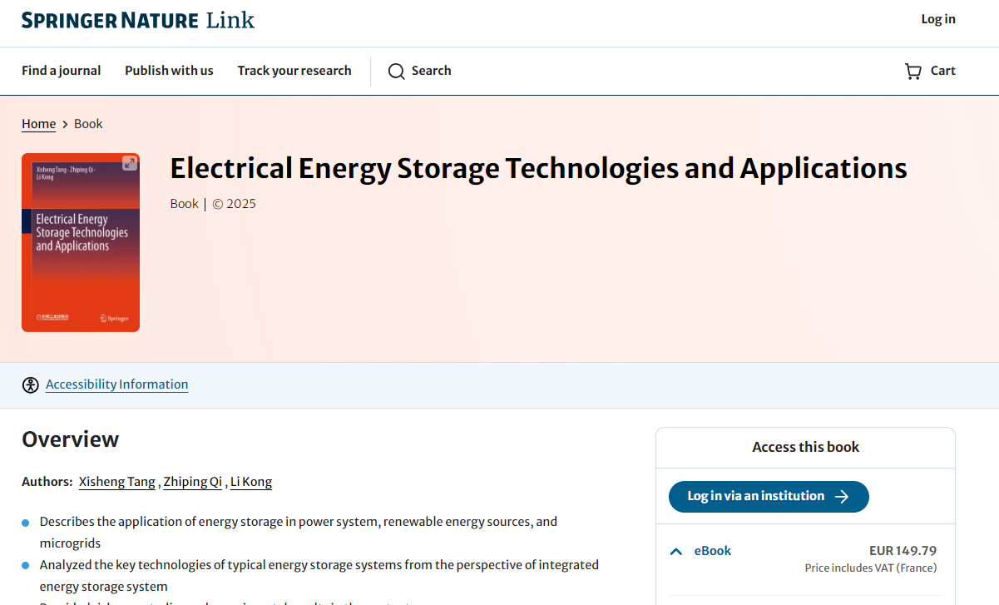 SPRINGER NATURE Link
Log in
Find a journal
Publish with us
Track your research
Search
Cart
Home > Book
Xisheng Tang · Zhiping Qi ·
Li Kong
Electrical Energy
Storage Technologies
and Applications
Springer
Electrical Energy Storage Technologies and Applications
Book | © 2025
Accessibility Information
Overview
Authors: Xisheng Tang , Zhiping Qi , Li Kong
Describes the application of energy storage in power system, renewable energy sources, and
microgrids
Analyzed the key technologies of typical energy storage systems from the perspective of integrated
energy storage system
Access this book
Log in via an institution
eBook
EUR 149.79
Price includes VAT (France)